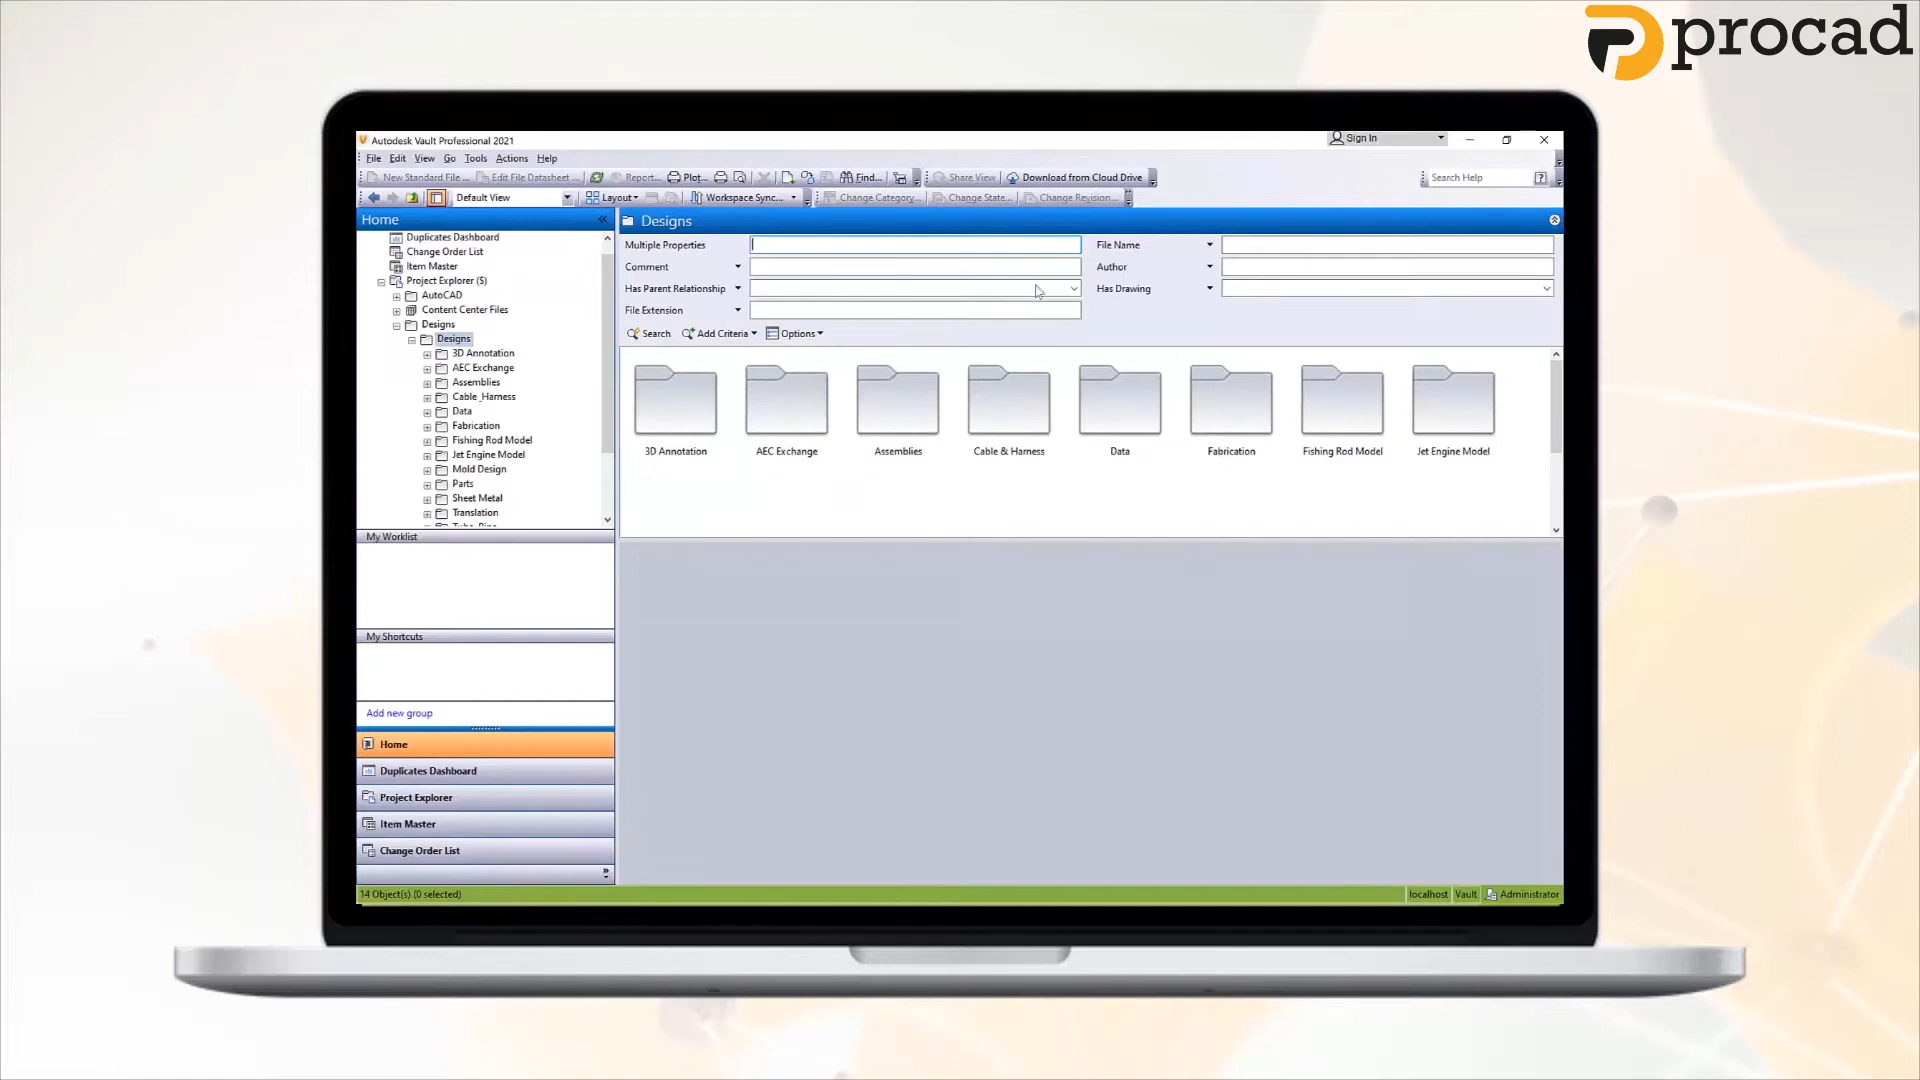 procad
Autodesk Vault Professional 2021
Sign In
File Edit View Go Tools Actions Help
New Standard File ... Edit File Datasheet ... Report... Plot... Find... Share View Download from Cloud Drive Search Help
Default View Layout Workspace Sync... Change Category... Change State... Change Revision...
Home
Duplicates Dashboard
Change Order List
Item Master
Project Explorer ($)
AutoCAD
Content Center Files
Designs
Designs
3D Annotation
AEC Exchange
Assemblies
Cable_Harness
Data
Fabrication
Fishing Rod Model
Jet Engine Model
Mold Design
Parts
Sheet Metal
Translation
My Worklist
My Shortcuts
Add new group
Home
Duplicates Dashboard
Project Explorer
Item Master
Change Order List
Designs
Multiple Properties File Name
Comment Author
Has Parent Relationship Has Drawing
File Extension
Search Add Criteria Options
3D Annotation AEC Exchange Assemblies Cable & Harness Data Fabrication Fishing Rod Model Jet Engine Model
14 Object(s) (0 selected) localhost Vault Administrator